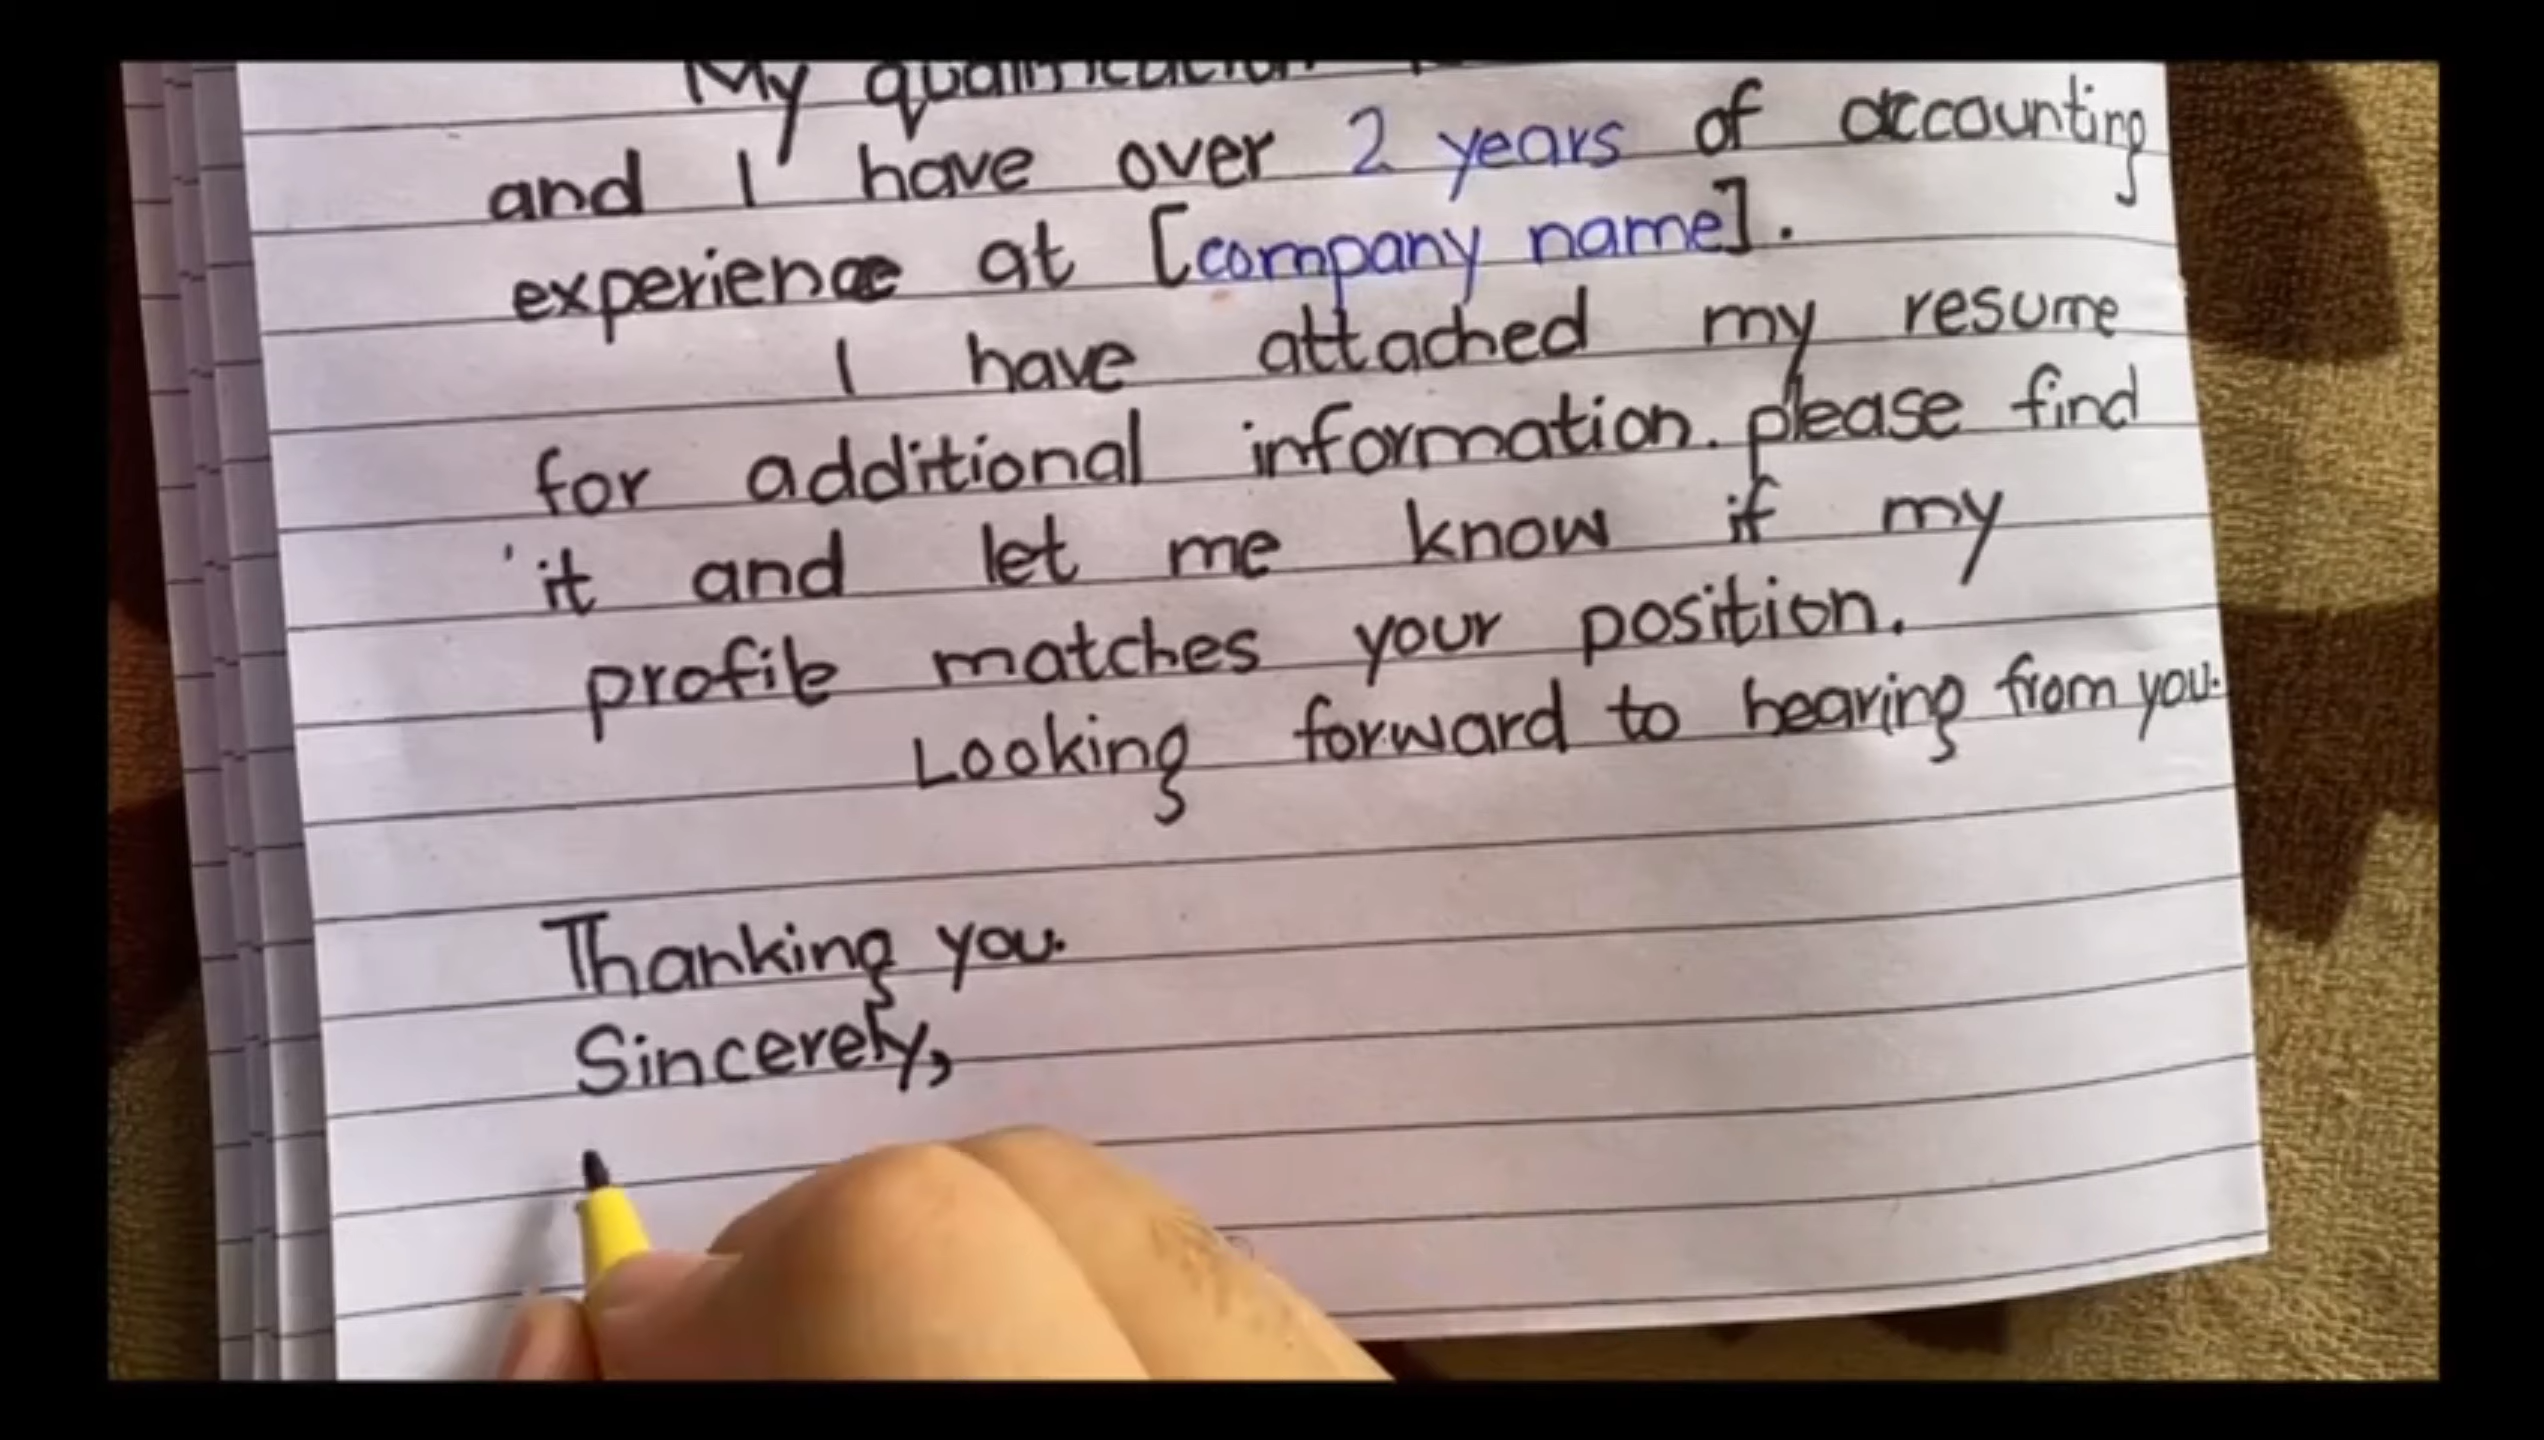 My qualification
and I have over 2 years of accounting
experience at [company name].
I have attached my resume
for additional information. please find
it and let me know if my
profile matches your position.
Looking forward to hearing from you.
Thanking you.
Sincerely,